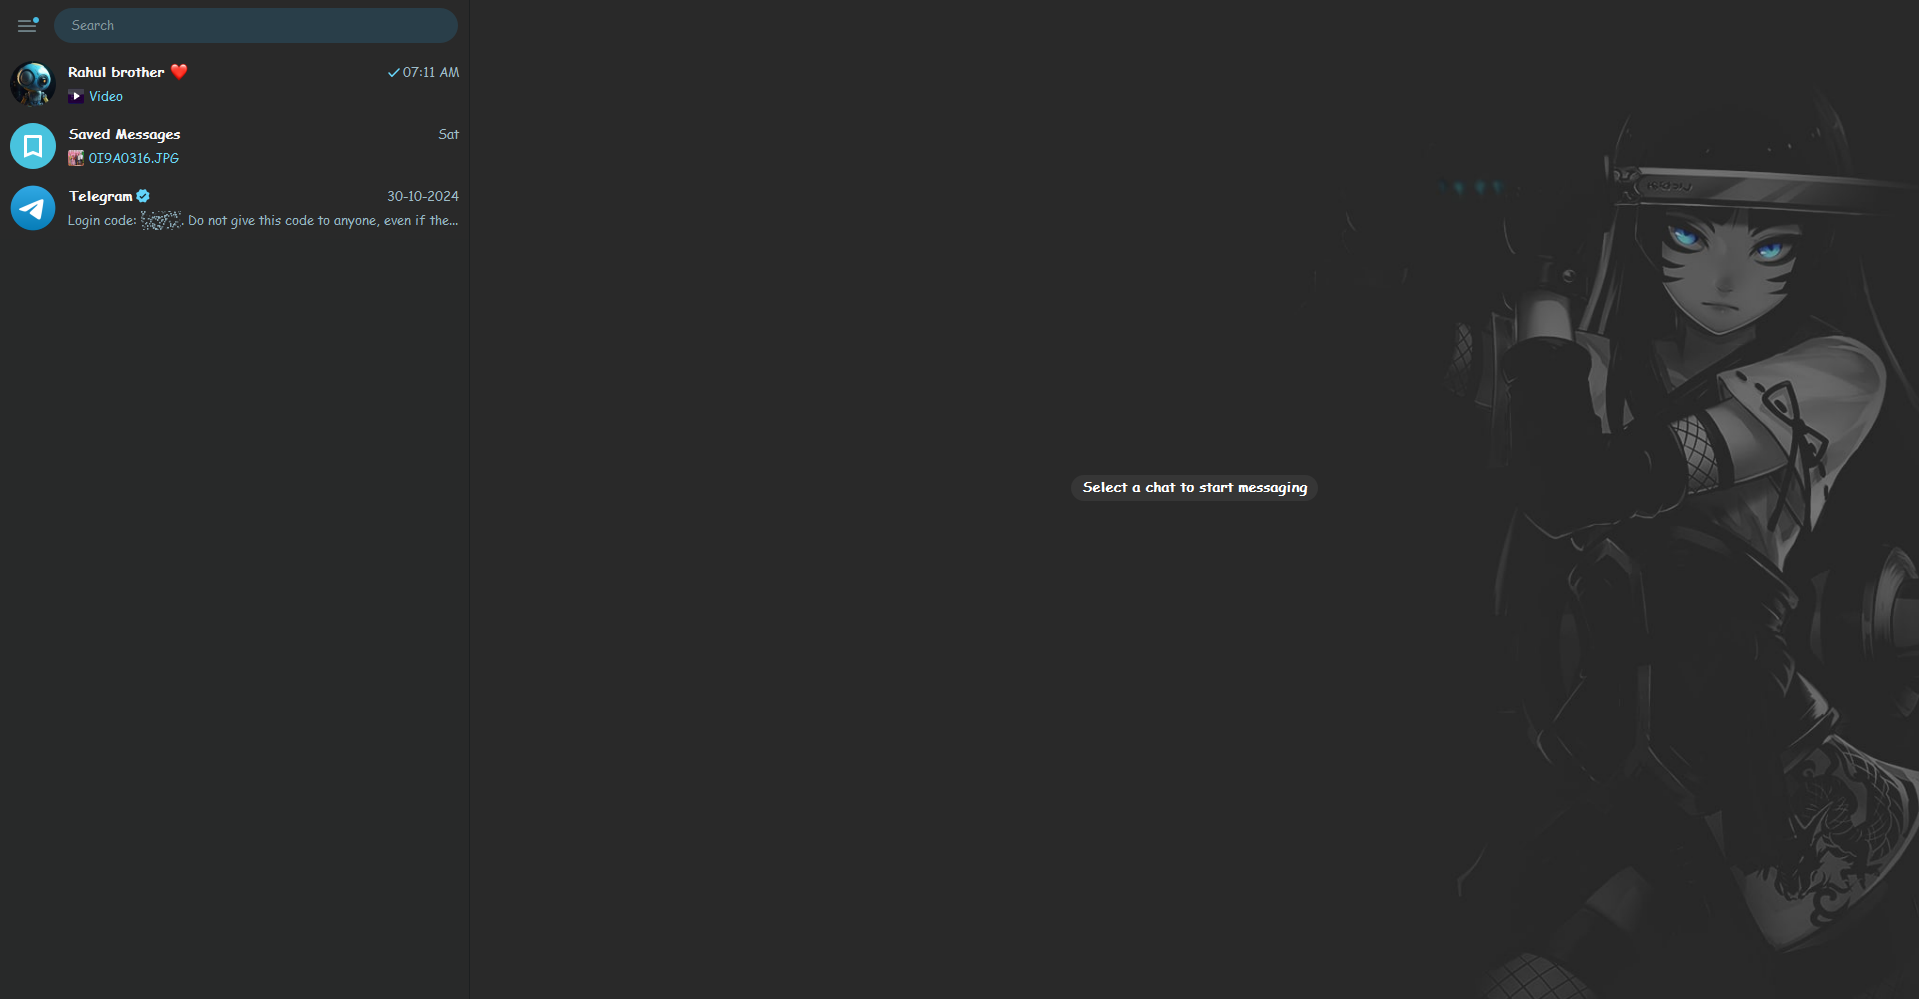 Search
Rahul brother ❤️
07:11 AM
Video
Saved Messages
Sat
0I9A0316.JPG
Telegram
30-10-2024
Login code: . Do not give this code to anyone, even if the...
Select a chat to start messaging